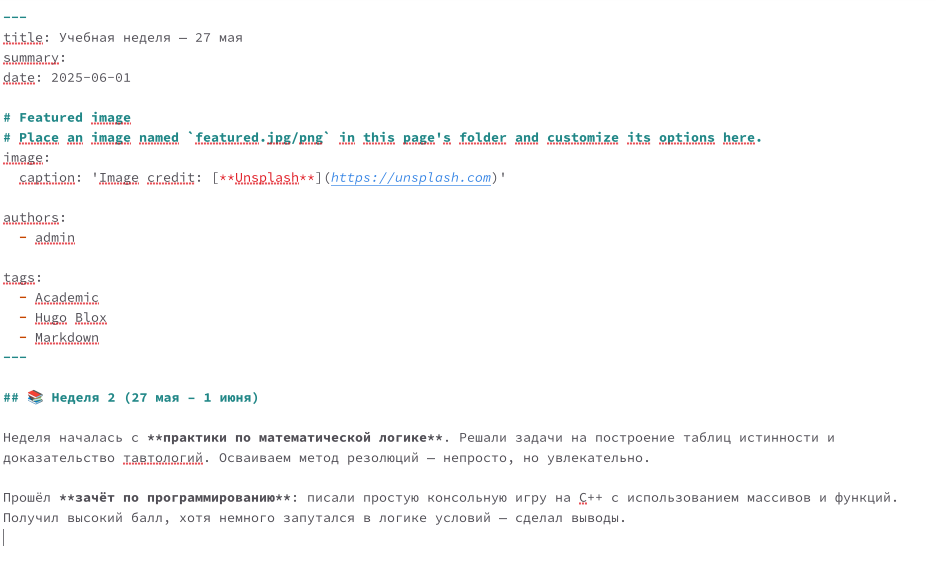 ---
title: Учебная неделя — 27 мая
summary:
date: 2025-06-01
# Featured image
# Place an image named `featured.jpg/png` in this page's folder and customize its options here.
image:
  caption: 'Image credit: [**Unsplash**](https://unsplash.com)'
authors:
  - admin
tags:
  - Academic
  - Hugo Blox
  - Markdown
---
## 📚 Неделя 2 (27 мая – 1 июня)
Неделя началась с **практики по математической логике**. Решали задачи на построение таблиц истинности и
доказательство тавтологий. Осваиваем метод резолюций — непросто, но увлекательно.
Прошёл **зачёт по программированию**: писали простую консольную игру на C++ с использованием массивов и функций.
Получил высокий балл, хотя немного запутался в логике условий — сделал выводы.